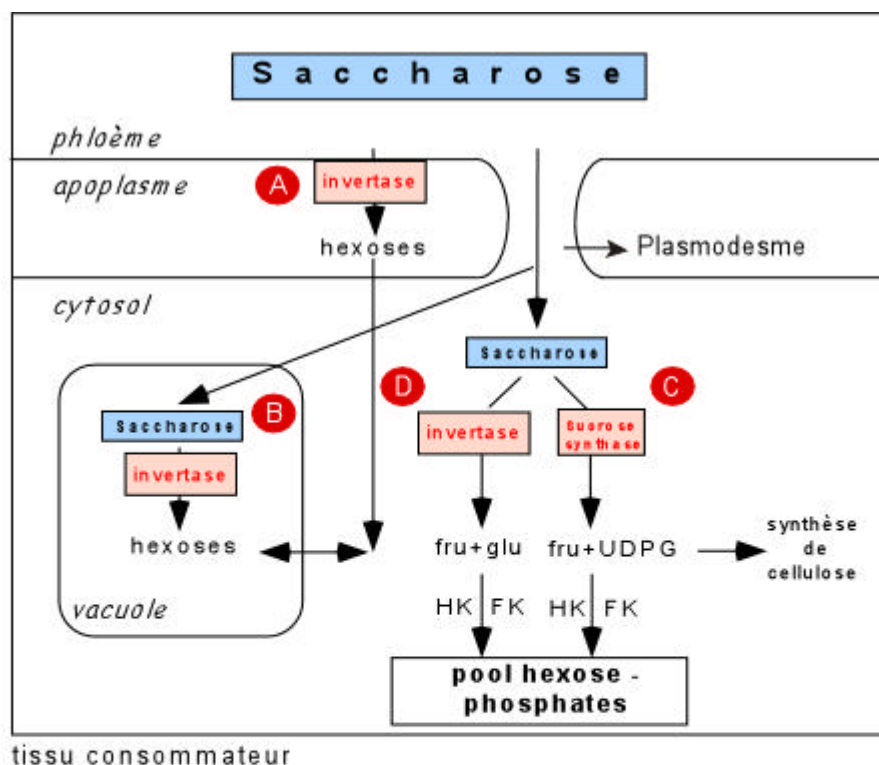 Saccharose
phloème
apoplasme
A
invertase
hexoses
Plasmodesme
cytosol
Saccharose
D
C
B
Saccharose
invertase
Sucrose
synthase
invertase
hexoses
fru+glu
fru+UDPG
synthèse
de
cellulose
vacuole
HK FK
HK FK
pool hexose -
phosphates
tissu consommateur